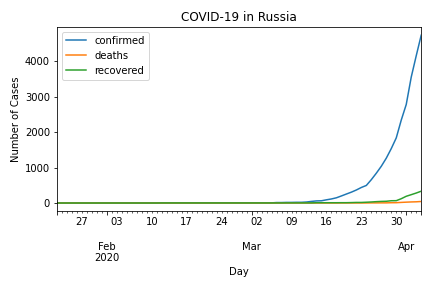 COVID-19 in Russia
confirmed
deaths
recovered
Number of Cases
4000
3000
2000
1000
0
27 03 10 17 24 02 09 16 23 30
Feb Mar Apr
2020
Day